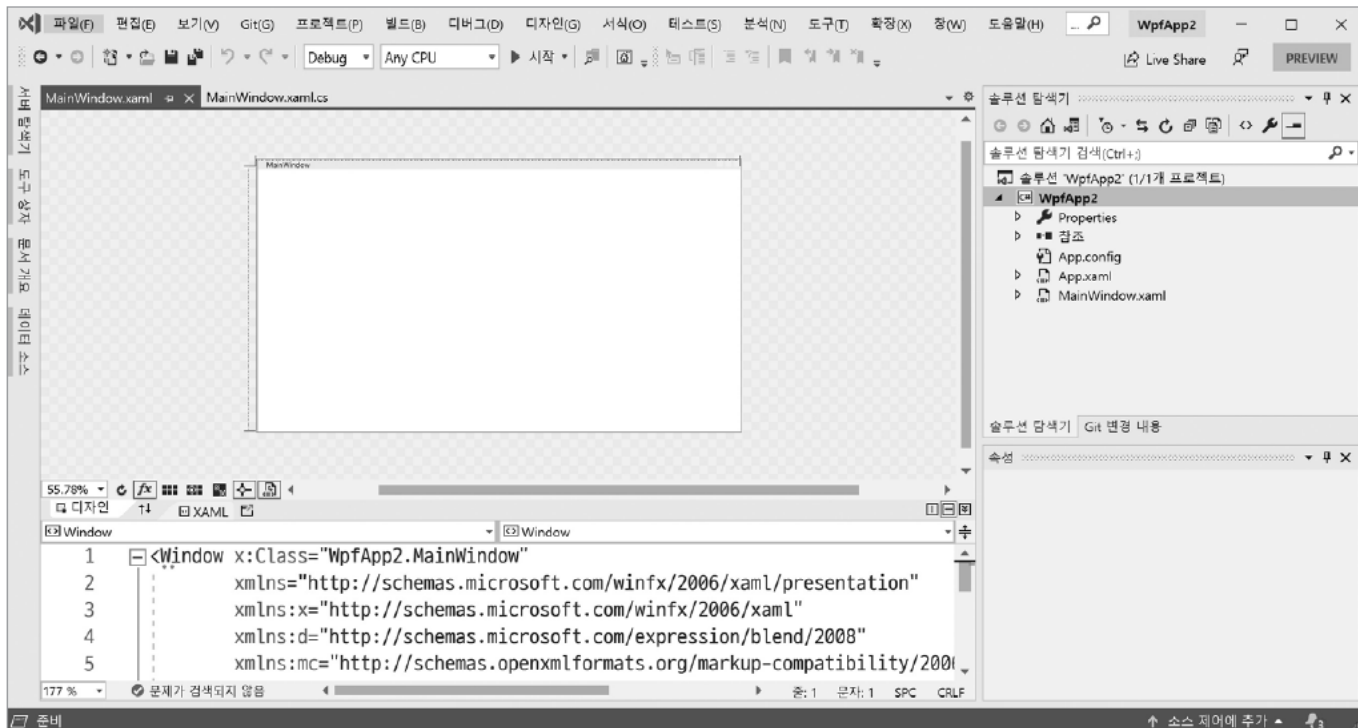 파일(F) 편집(E) 보기(V) Git(G) 프로젝트(P) 빌드(B) 디버그(D) 디자인(G) 서식(O) 테스트(S) 분석(N) 도구(T) 확장(X) 창(W) 도움말(H) ... WpfApp2
Debug Any CPU 시작 Live Share PREVIEW
서버 탐색기
도구 상자
문서 개요
데이터 소스
MainWindow.xaml MainWindow.xaml.cs
MainWindow
55.78% fx
디자인 XAML
Window Window
1 <Window x:Class="WpfApp2.MainWindow"
2 xmlns="http://schemas.microsoft.com/winfx/2006/xaml/presentation"
3 xmlns:x="http://schemas.microsoft.com/winfx/2006/xaml"
4 xmlns:d="http://schemas.microsoft.com/expression/blend/2008"
5 xmlns:mc="http://schemas.openxmlformats.org/markup-compatibility/200
177 % 문제가 검색되지 않음 줄: 1 문자: 1 SPC CRLF
솔루션 탐색기
솔루션 탐색기 검색(Ctrl+;)
솔루션 'WpfApp2' (1/1개 프로젝트)
C# WpfApp2
Properties
참조
App.config
App.xaml
MainWindow.xaml
솔루션 탐색기 Git 변경 내용
속성
준비 소스 제어에 추가 3